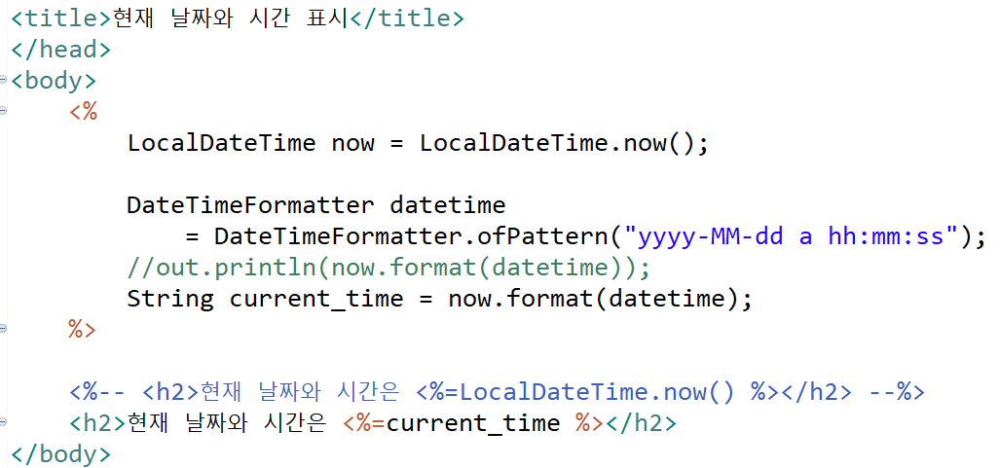 <title>현재 날짜와 시간 표시</title>
</head>
<body>
<%
LocalDateTime now = LocalDateTime.now();
DateTimeFormatter datetime
= DateTimeFormatter.ofPattern("yyyy-MM-dd a hh:mm:ss");
//out.println(now.format(datetime));
String current_time = now.format(datetime);
%>
<%-- <h2>현재 날짜와 시간은 <%=LocalDateTime.now() %></h2> --%>
<h2>현재 날짜와 시간은 <%=current_time %></h2>
</body>